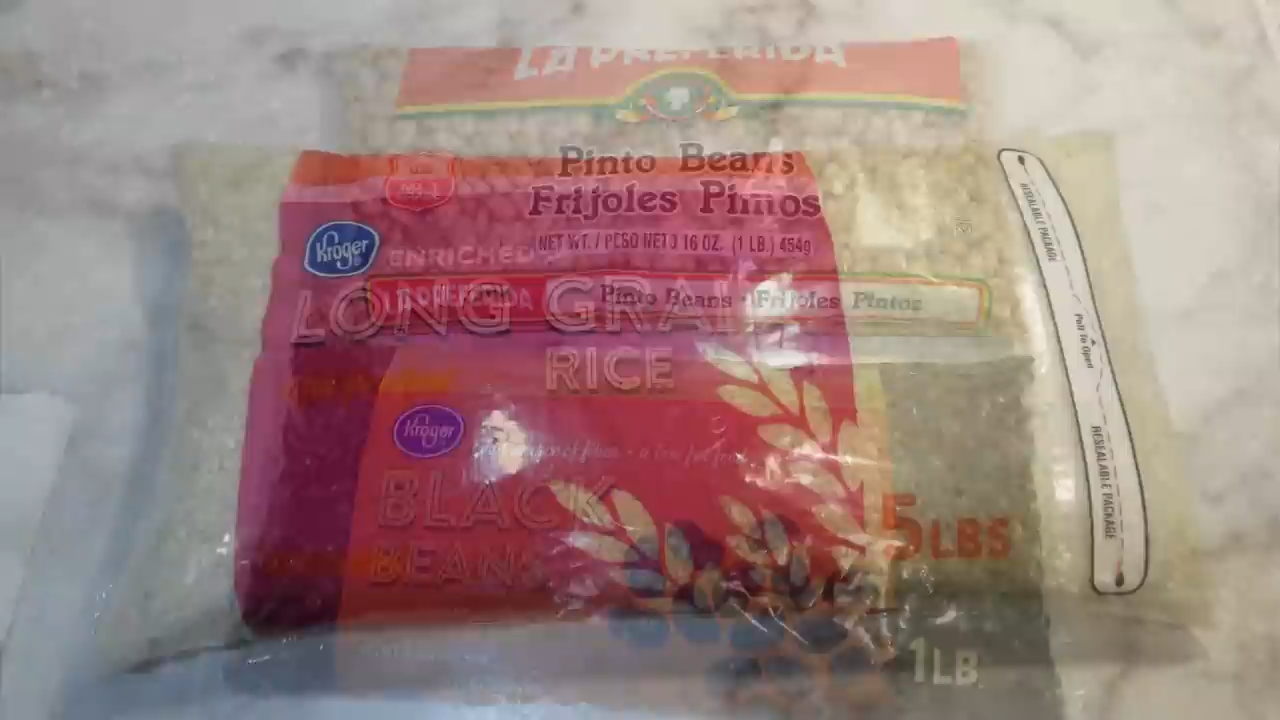 LA PREFERIDA
Pinto Beans
Frijoles Pintos
NET WT. / PESO NETO 16 OZ. (1 LB.) 454g
Kroger
ENRICHED
LONG GRAIN
RICE
LA PREFERIDA Pinto Beans • Frijoles Pintos
Kroger
BLACK
BEANS
5 LBS
1 LB
RESEALABLE PACKAGE
Pull To Open
RESEALABLE PACKAGE